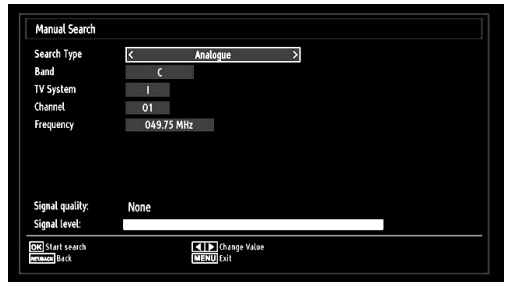 Manual Search
Search Type < Analogue >
Band C
TV System I
Channel 01
Frequency 049.75 MHz
Signal quality: None
Signal level:
OK Start search ◀ ▶ Change Value
RETURN/BACK Back MENU Exit